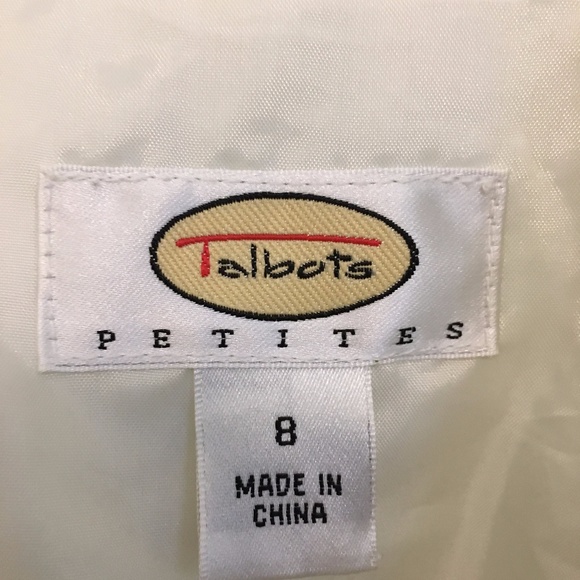 Talbots
PETITES
8
MADE IN
CHINA